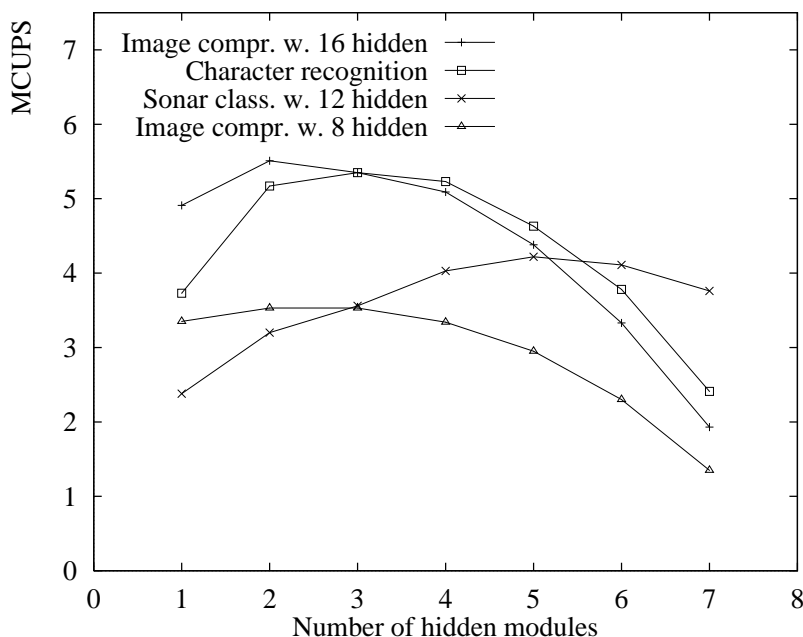 MCUPS
7
6
5
4
3
2
1
0
Image compr. w. 16 hidden
Character recognition
Sonar class. w. 12 hidden
Image compr. w. 8 hidden
0 1 2 3 4 5 6 7 8
Number of hidden modules